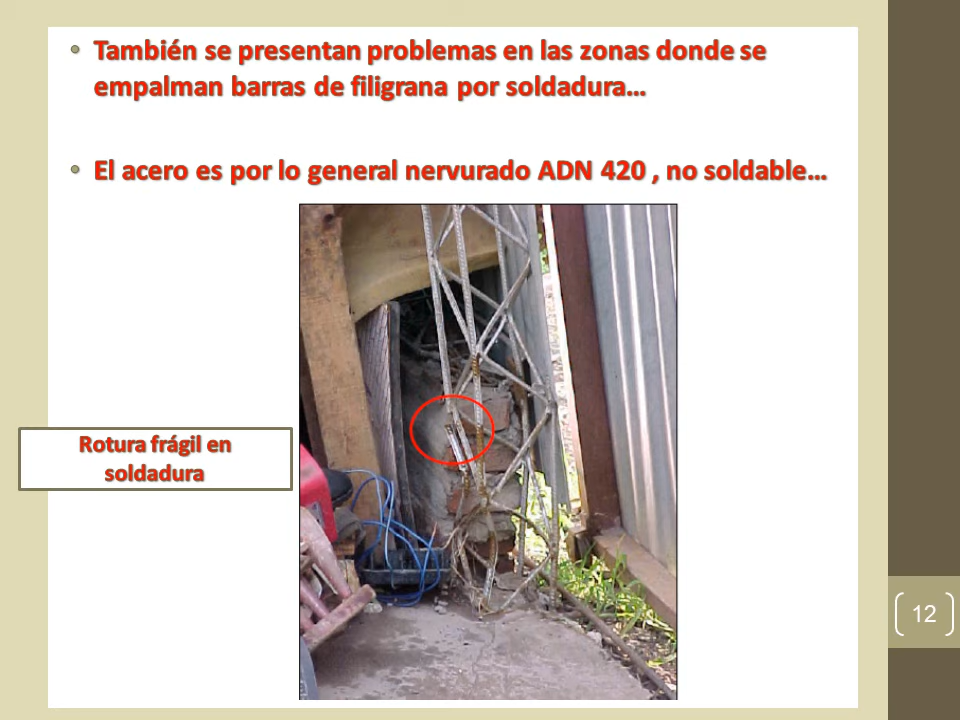 • También se presentan problemas en las zonas donde se
empalman barras de filigrana por soldadura…
• El acero es por lo general nervurado ADN 420 , no soldable…
Rotura frágil en
soldadura
12